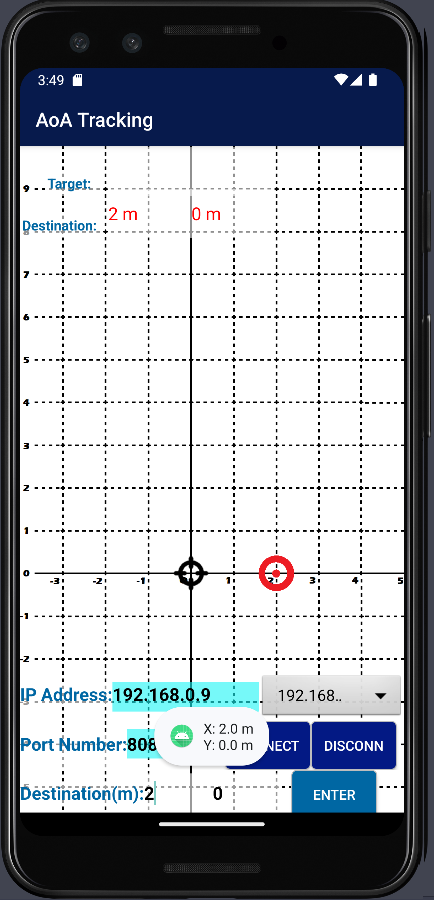 3:49
AoA Tracking
9
Target:
2 m 0 m
Destination:
8
7
6
5
4
3
2
1
0
-3 -2 -1 1 2 3 4 5
-1
-2
IP Address: 192.168.0.9 192.168..
X: 2.0 m
Y: 0.0 m
Port Number: 808 NECT DISCONN
Destination(m): 2 0 ENTER